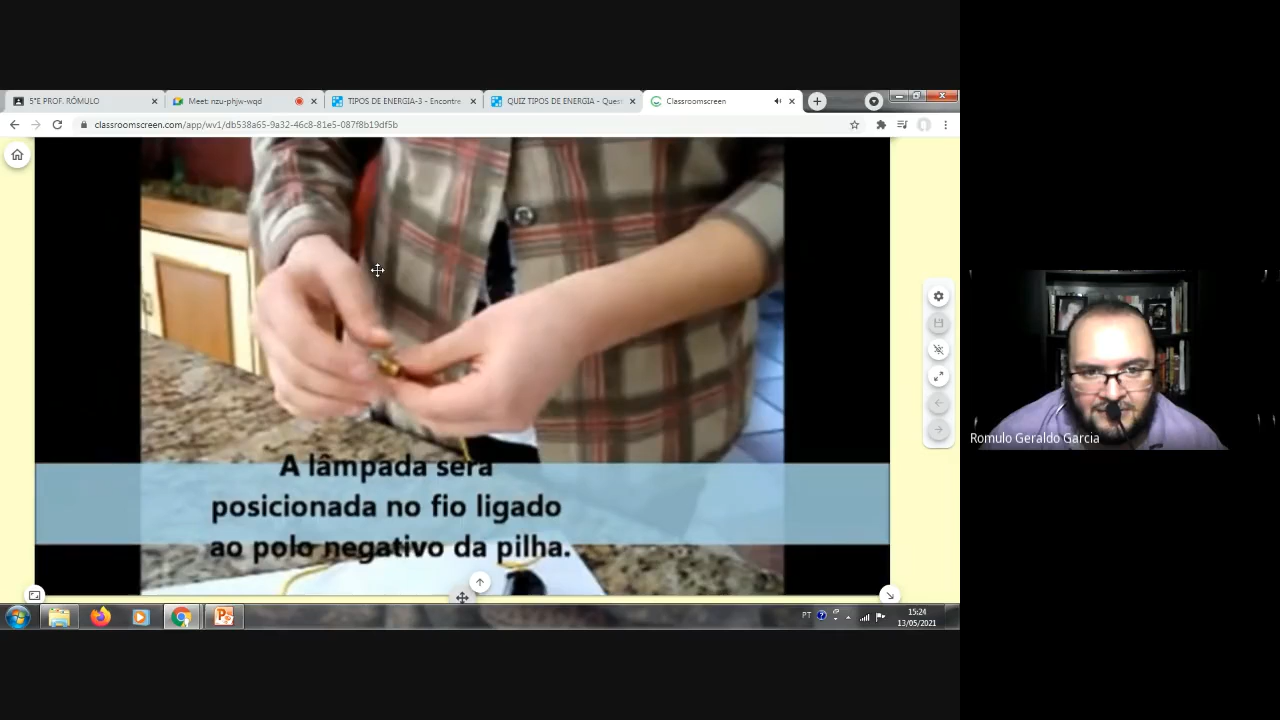 5°E PROF. RÔMULO
Meet: nzu-phjw-wqd
TIPOS DE ENERGIA-3 - Encontre
QUIZ TIPOS DE ENERGIA - Ques
Classroomscreen
classroomscreen.com/app/wv1/db538a65-9a32-46c8-81e5-087f8b19df5b
A lâmpada será
posicionada no fio ligado
ao polo negativo da pilha.
Romulo Geraldo Garcia
PT
15:24
13/05/2021